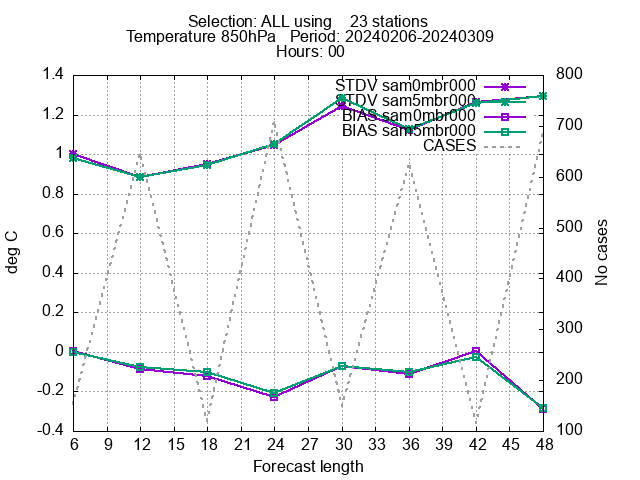 Selection: ALL using 23 stations
Temperature 850hPa Period: 20240206-20240309
Hours: 00
STDV sam0mbr000
STDV sam5mbr000
BIAS sam0mbr000
BIAS sam5mbr000
CASES
1.4
1.2
1
0.8
0.6
0.4
0.2
0
-0.2
-0.4
deg C
800
700
600
500
400
300
200
100
No cases
6 9 12 15 18 21 24 27 30 33 36 39 42 45 48
Forecast length